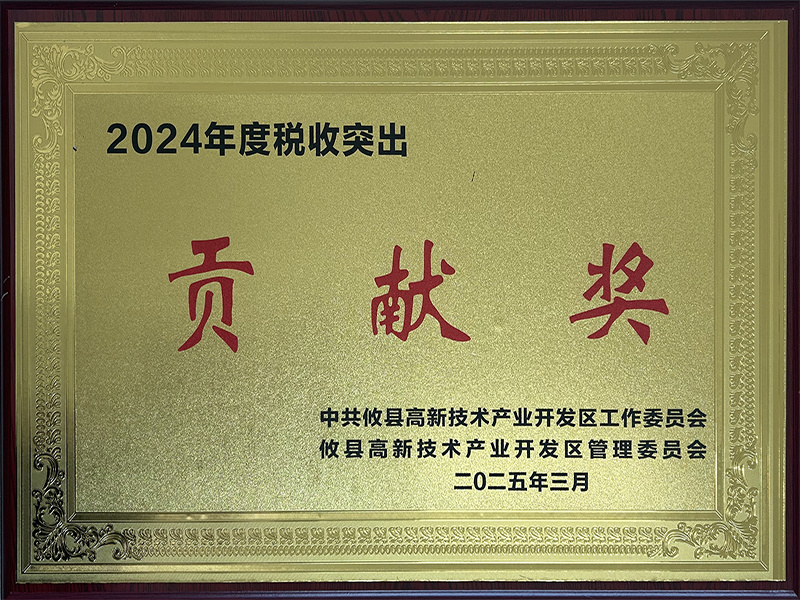 2024年度税收突出
贡献奖
中共攸县高新技术产业开发区工作委员会
攸县高新技术产业开发区管理委员会
二〇二五年三月